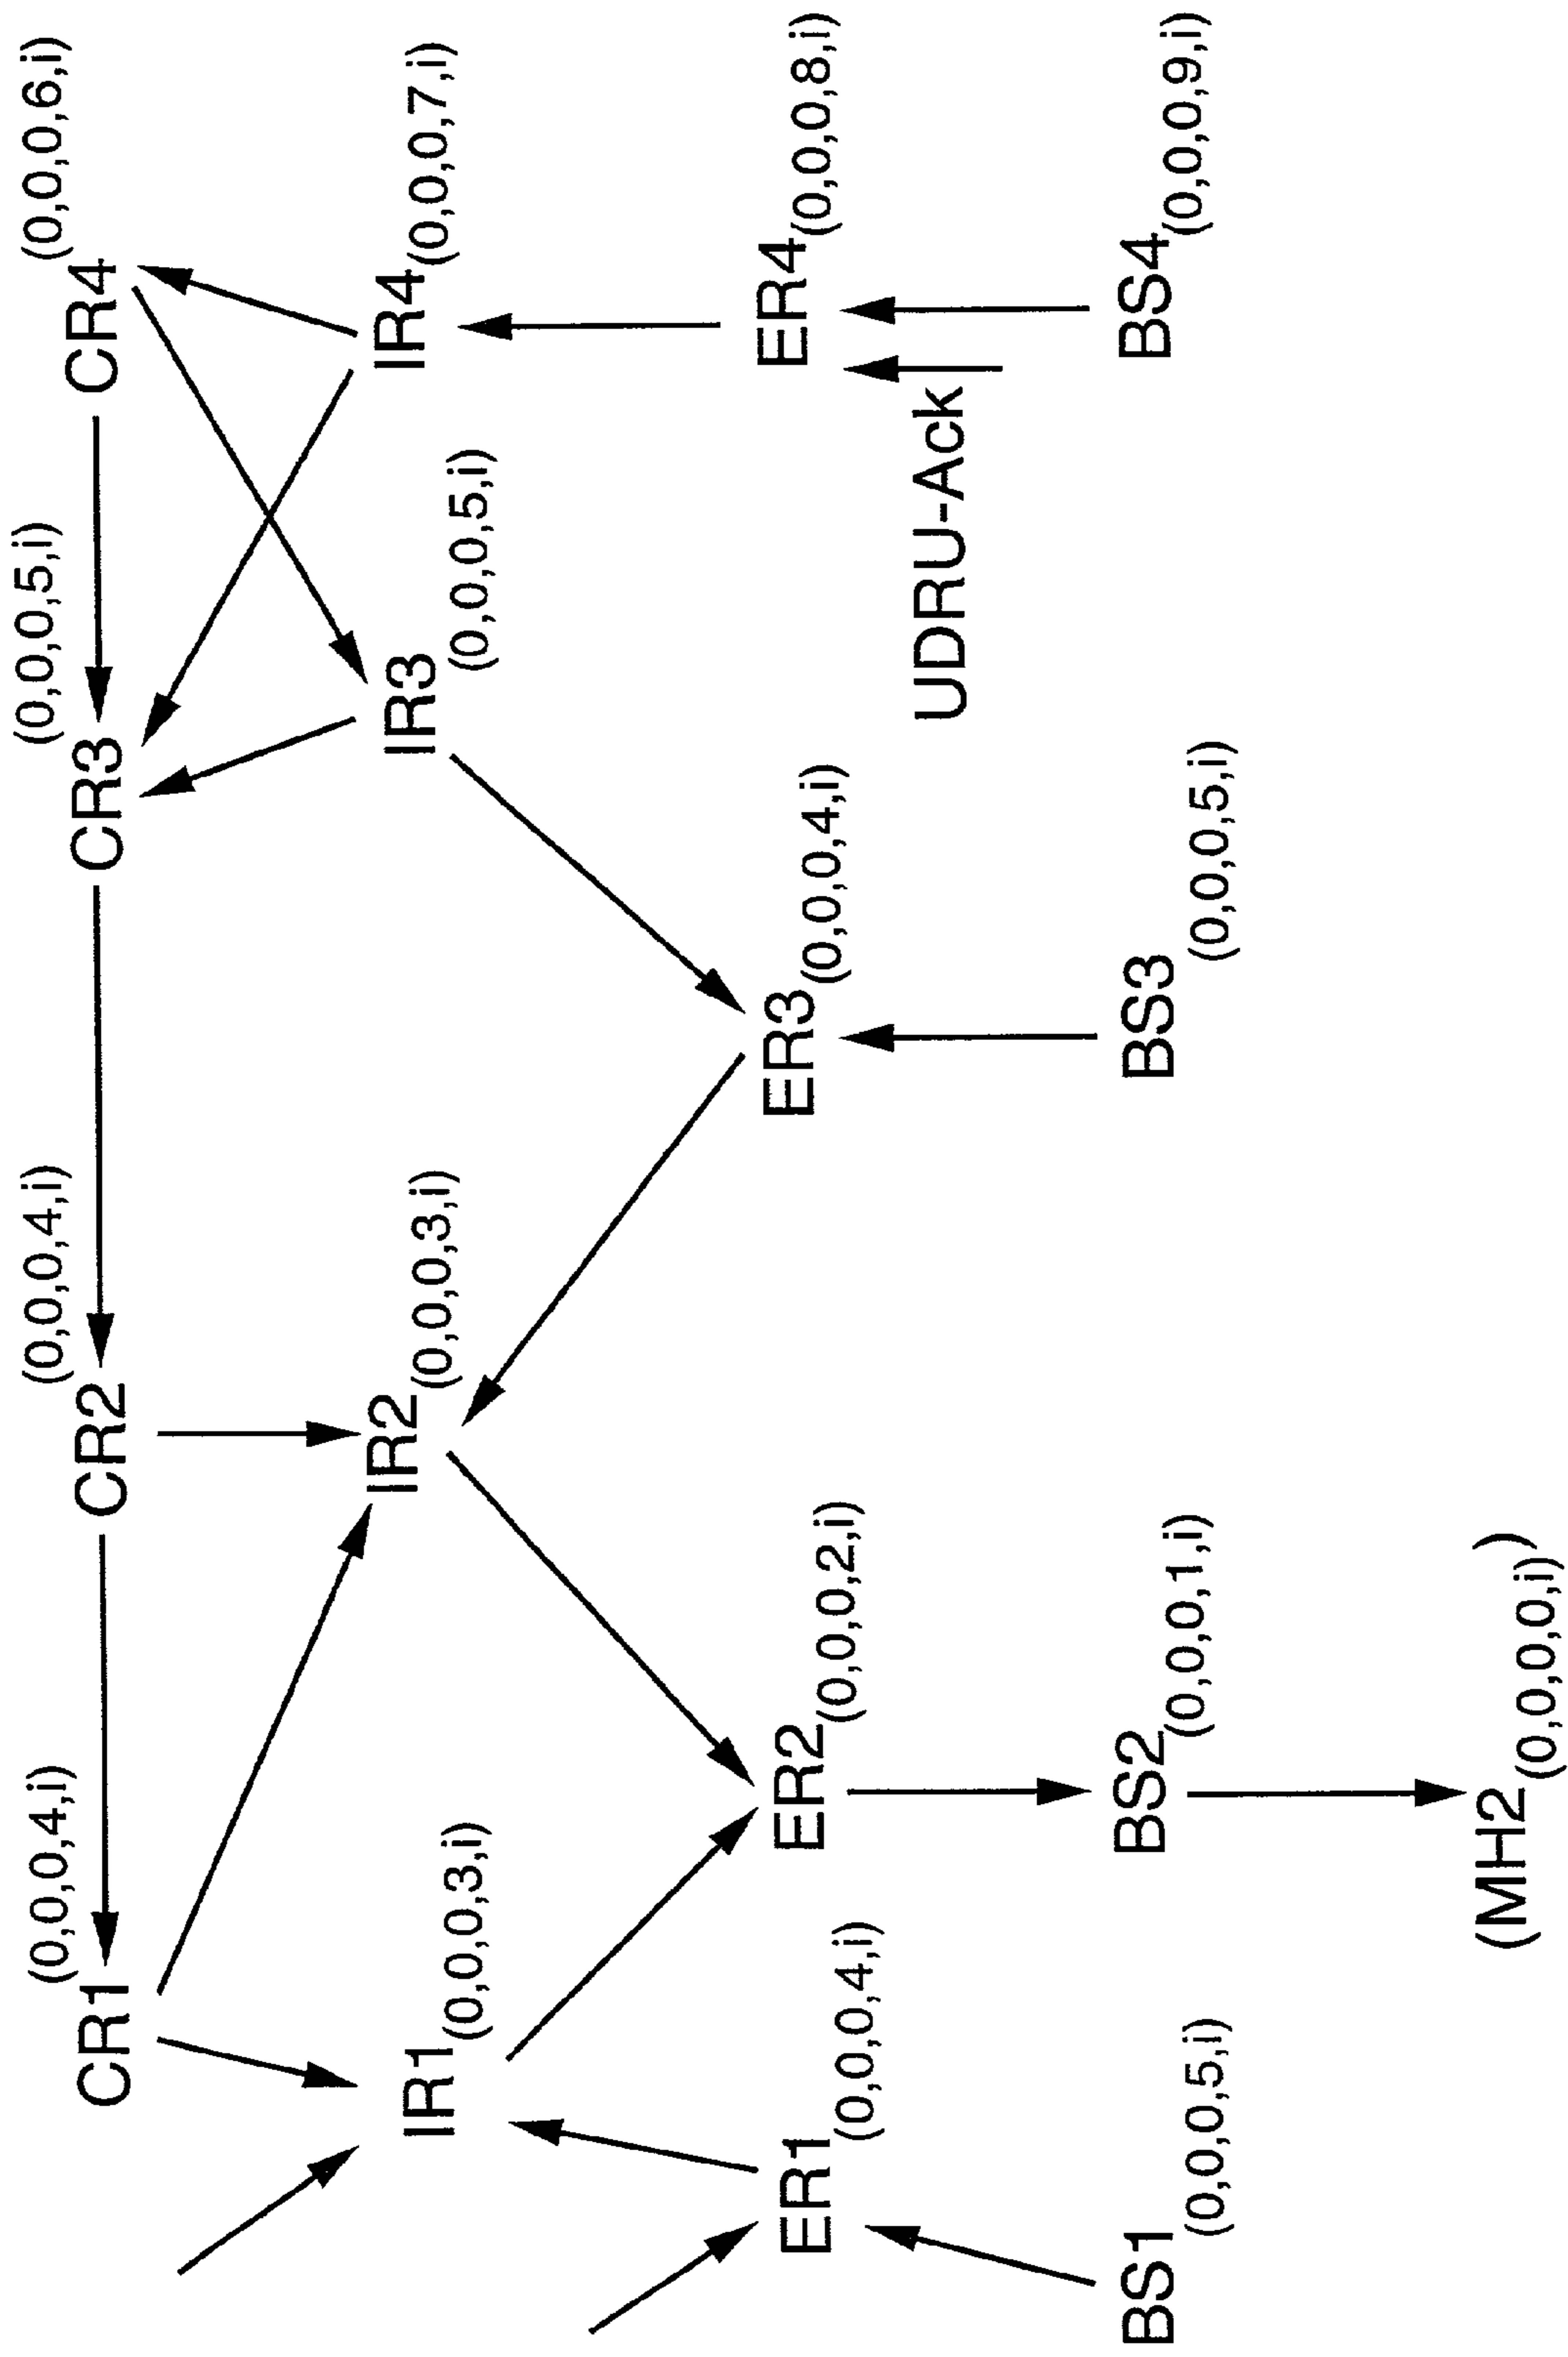 CR1(0,0,0,4,i)
CR2(0,0,0,4,i)
CR3(0,0,0,5,i)
CR4(0,0,0,6,i)
IR1(0,0,0,3,i)
IR2(0,0,0,3,i)
IR3(0,0,0,5,i)
IR4(0,0,0,7,i)
ER1(0,0,0,4,i)
ER2(0,0,0,2,i)
ER3(0,0,0,4,i)
ER4(0,0,0,8,i)
UDRU-Ack
BS1(0,0,0,5,i)
BS2(0,0,0,1,i)
BS3(0,0,0,5,i)
BS4(0,0,0,9,i)
(MH2(0,0,0,0,i))